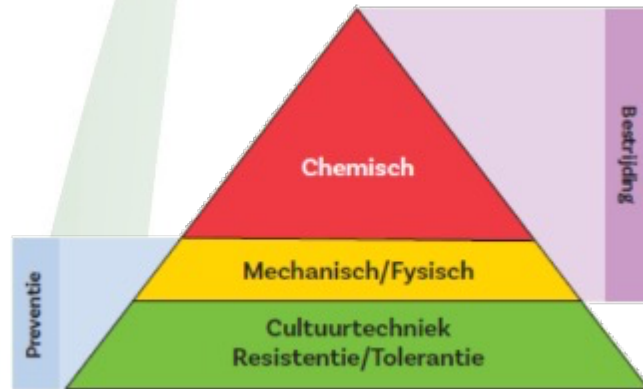 Chemisch
Bestrijding
Mechanisch/Fysisch
Preventie
Cultuurtechniek
Resistentie/Tolerantie